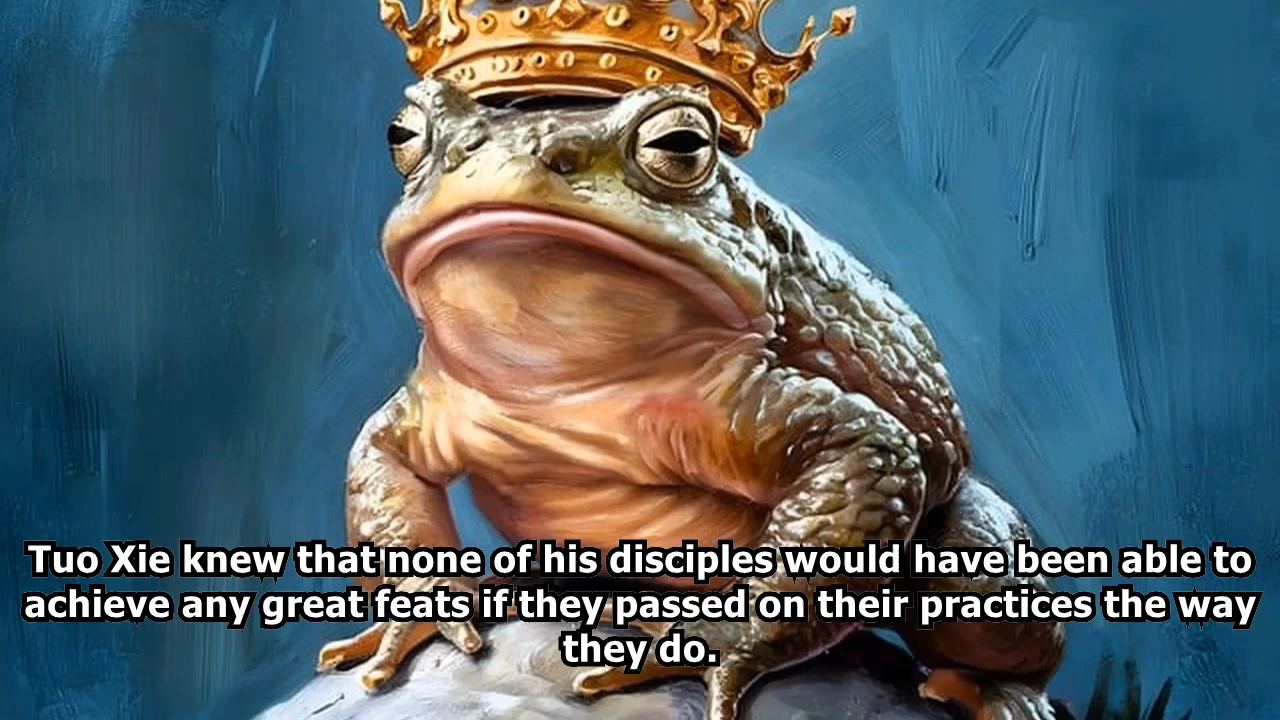 Tuo Xie knew that none of his disciples would have been able to
achieve any great feats if they passed on their practices the way
they do.